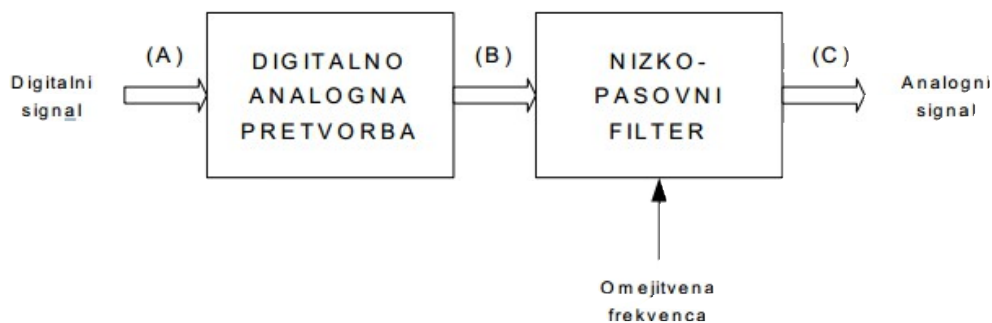 (A)
(B)
(C)
Digitalni
signal
DIGITALNO
ANALOGNA
PRETVORBA
NIZKO-
PASOVNI
FILTER
Analogni
signal
Omejitvena
frekvenca